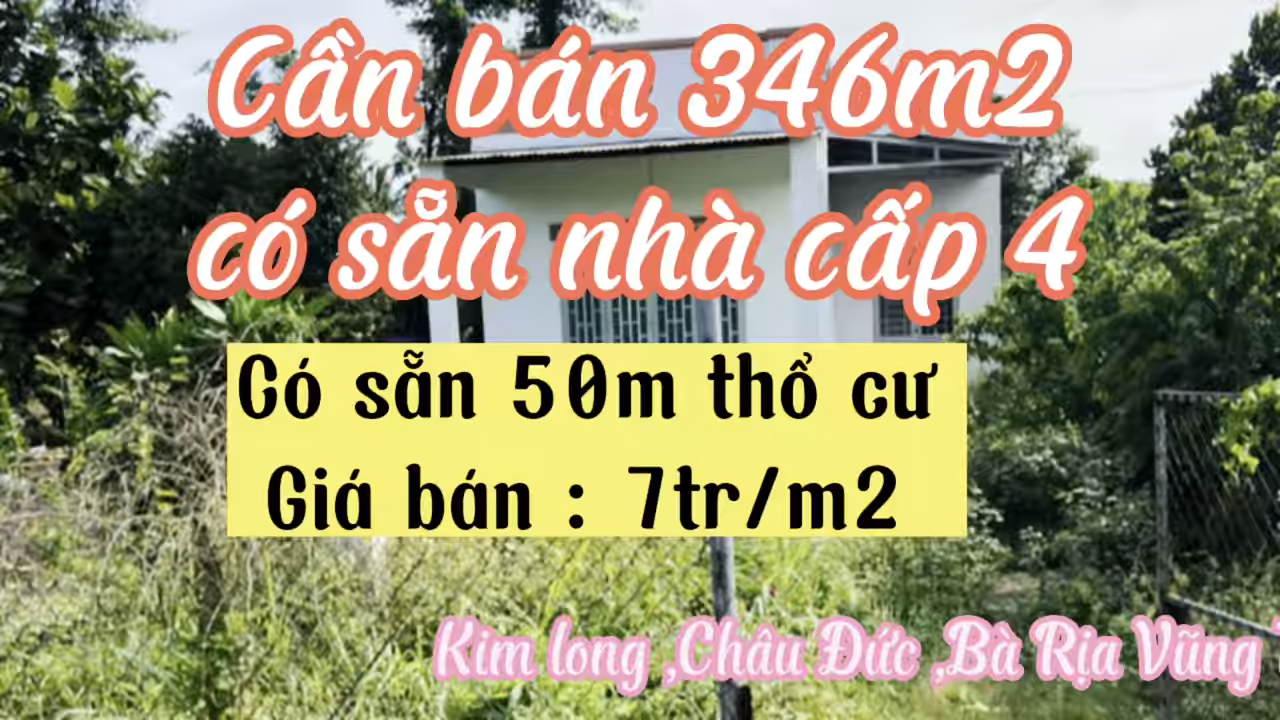 Cần bán 346m2
có sẵn nhà cấp 4
Có sẵn 50m thổ cư
Giá bán : 7tr/m2
Kim long ,Châu Đức ,Bà Rịa Vũng